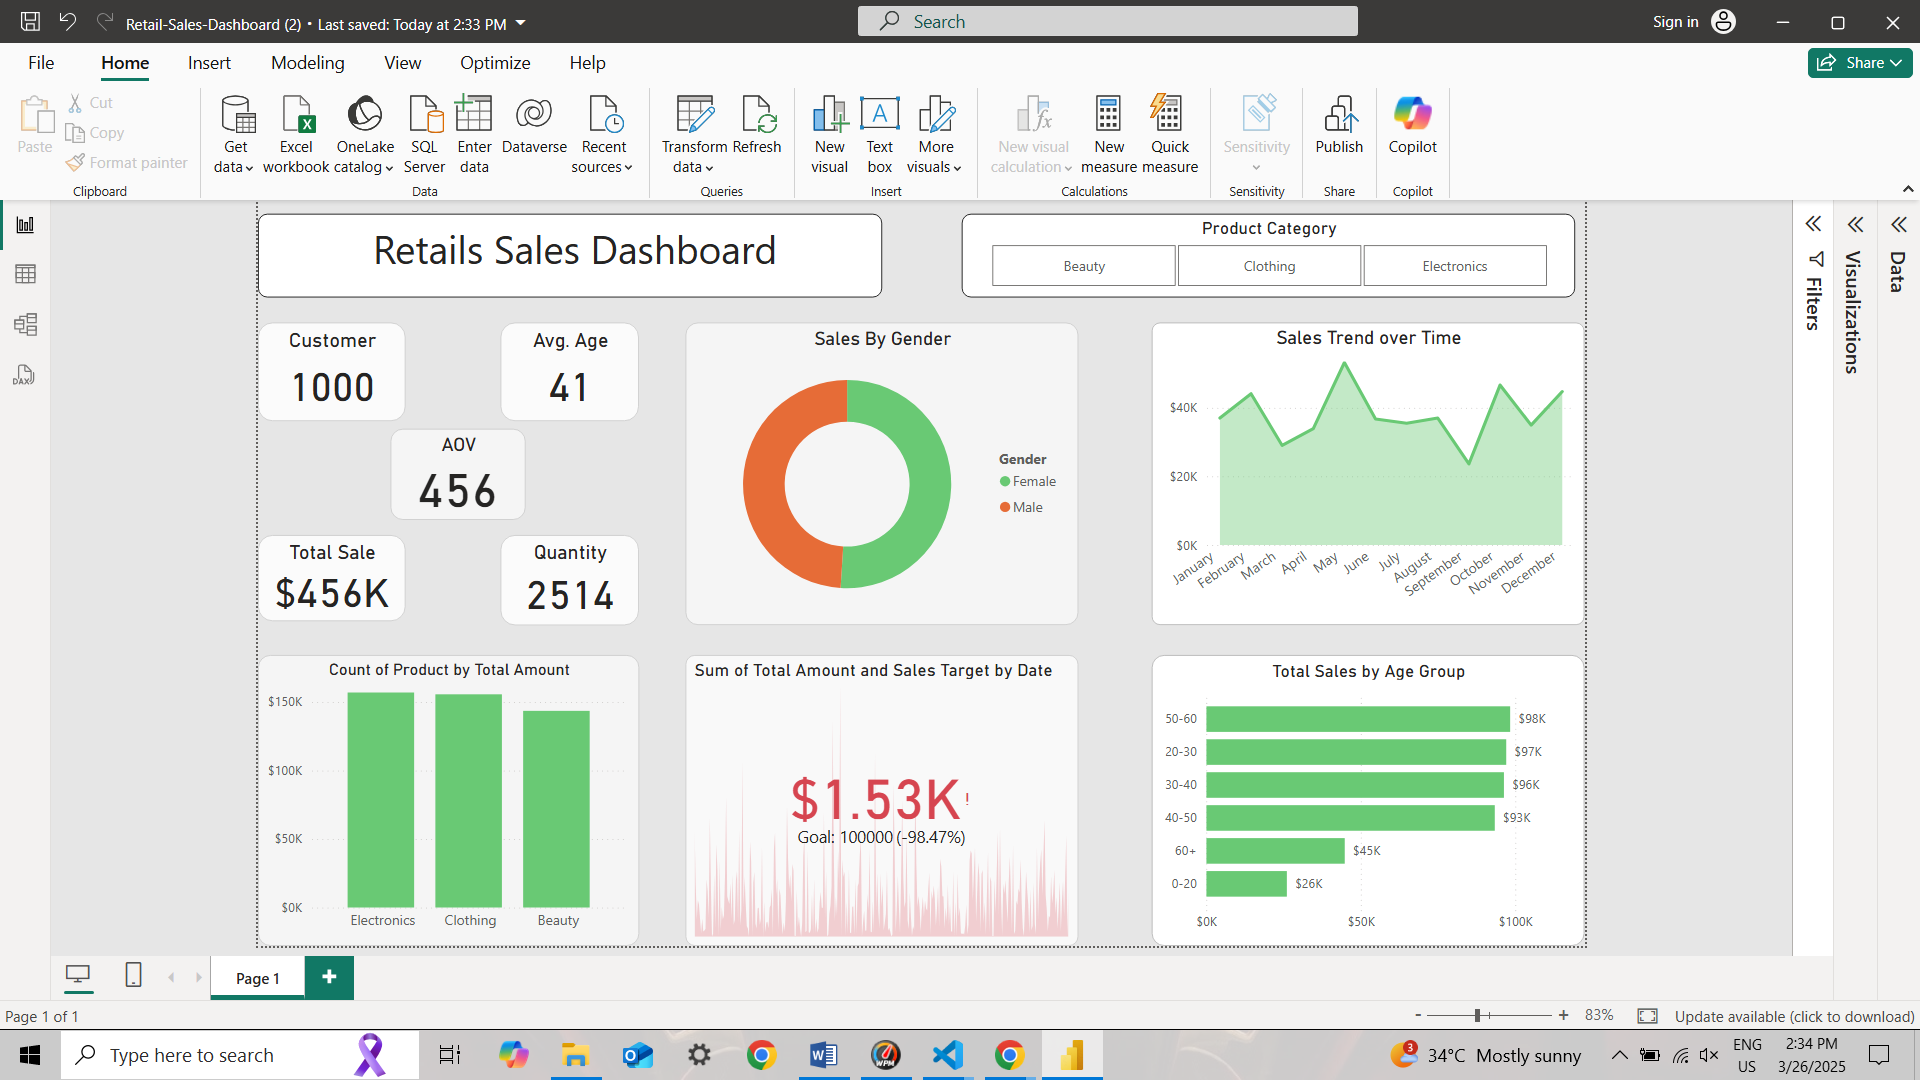 Retail-Sales-Dashboard (2) • Last saved: Today at 2:33 PM
Search
Sign in
File Home Insert Modeling View Optimize Help
Share
Paste
Cut
Copy
Format painter
Clipboard
Get data
Excel workbook
OneLake catalog
SQL Server
Enter data
Dataverse
Recent sources
Data
Transform data
Refresh
Queries
New visual
Text box
More visuals
Insert
New visual calculation
New measure
Quick measure
Calculations
Sensitivity
Sensitivity
Publish
Share
Copilot
Copilot
Retails Sales Dashboard
Product Category
Beauty Clothing Electronics
Filters
Visualizations
Data
DAX
Customer
1000
Avg. Age
41
AOV
456
Total Sale
$456K
Quantity
2514
Sales By Gender
Gender
Female
Male
Sales Trend over Time
$40K
$20K
$0K
January
February
March
April
May
June
July
August
September
October
November
December
Count of Product by Total Amount
$150K
$100K
$50K
$0K
Electronics Clothing Beauty
Sum of Total Amount and Sales Target by Date
$1.53K!
Goal: 100000 (-98.47%)
Total Sales by Age Group
50-60 $98K
20-30 $97K
30-40 $96K
40-50 $93K
60+ $45K
0-20 $26K
$0K $50K $100K
Page 1
+
Page 1 of 1
- + 83%
Update available (click to download)
Type here to search
WPM
3
34°C Mostly sunny
ENG
US
2:34 PM
3/26/2025